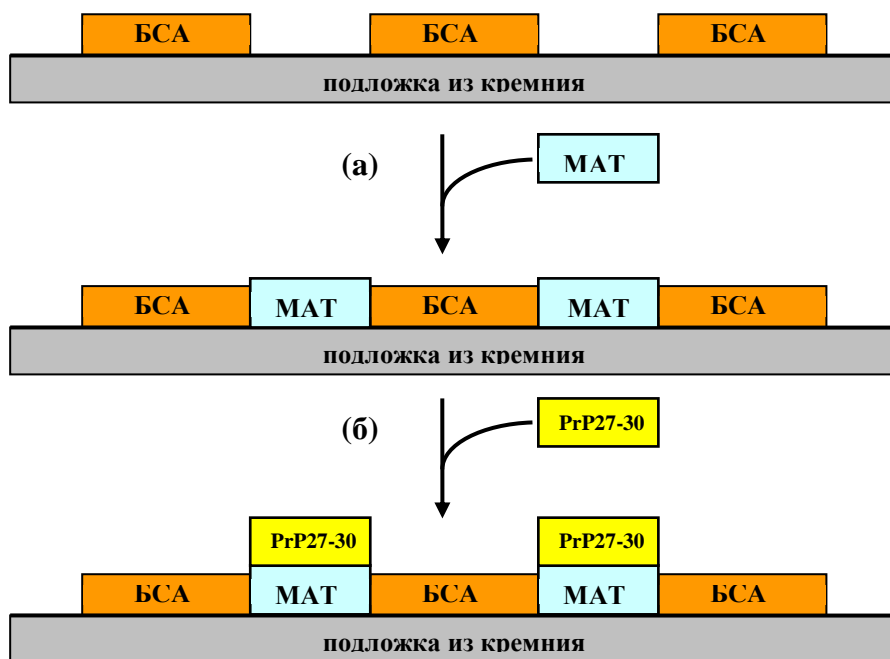 БСА БСА БСА
подложка из кремния
(а) МАТ
БСА МАТ БСА МАТ БСА
подложка из кремния
(б) PrP27-30
PrP27-30 PrP27-30
БСА МАТ БСА МАТ БСА
подложка из кремния